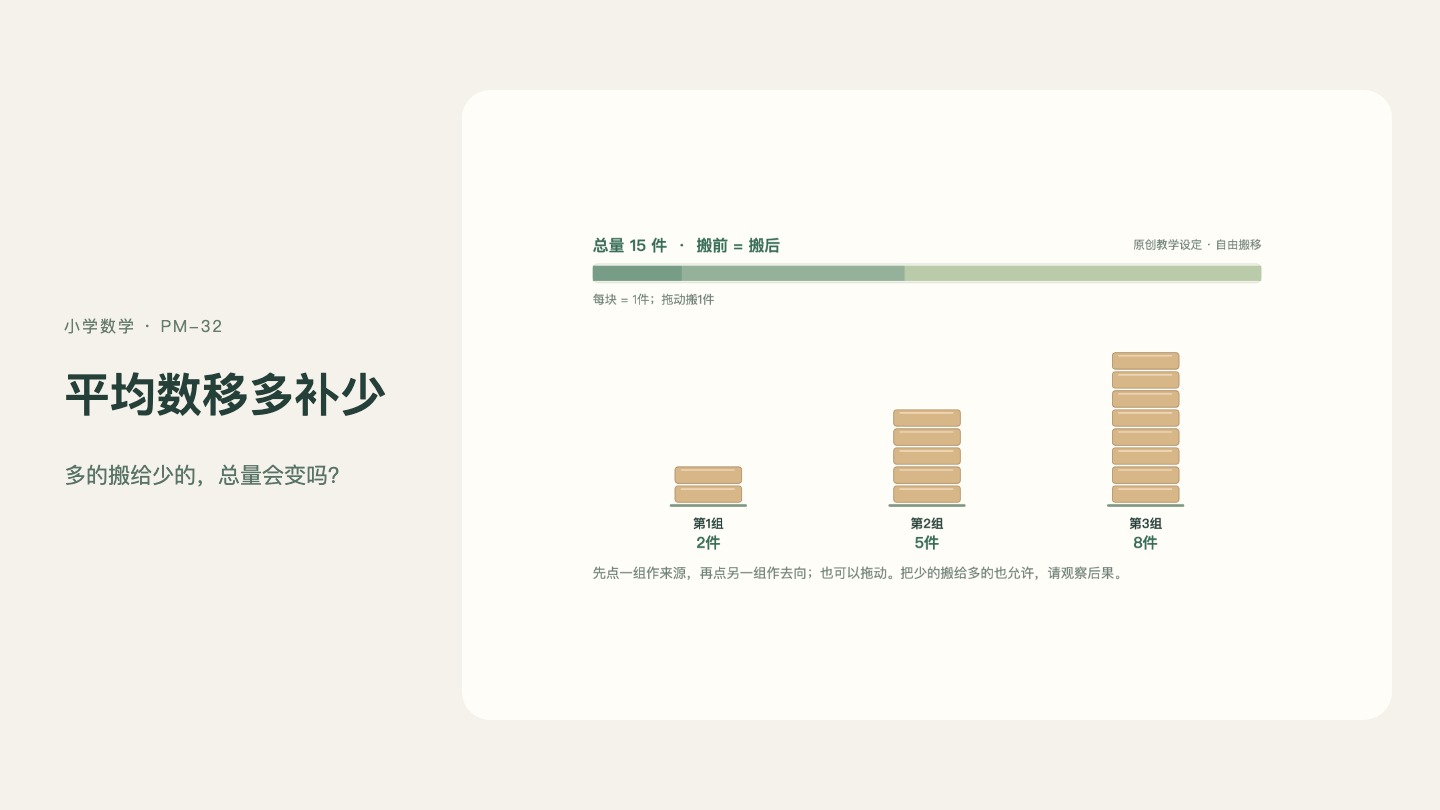 小学数学 · PM-32
平均数移多补少
多的搬给少的，总量会变吗？
总量 15 件 · 搬前 = 搬后
原创教学设定 · 自由搬移
每块 = 1件；拖动搬1件
第1组
2件
第2组
5件
第3组
8件
先点一组作来源，再点另一组作去向；也可以拖动。把少的搬给多的也允许，请观察后果。